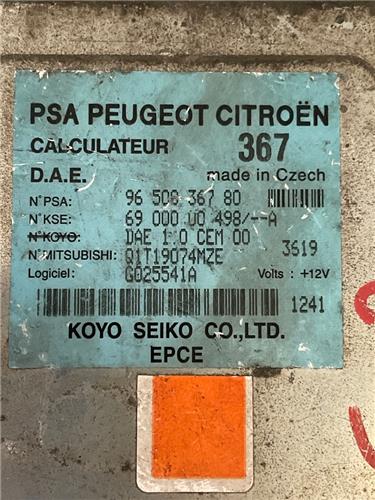 PSA PEUGEOT CITROËN
CALCULATEUR 367
D.A.E. made in Czech
N°PSA: 96 508 367 80
N°KSE: 69 000 U0 498/--A
N°KOYO: DAE 1 0 CEM 00
N°MITSUBISHI: Q1T19074MZE 3619
Logiciel: G025541A Volts : +12V
1241
KOYO SEIKO CO.,LTD.
EPCE